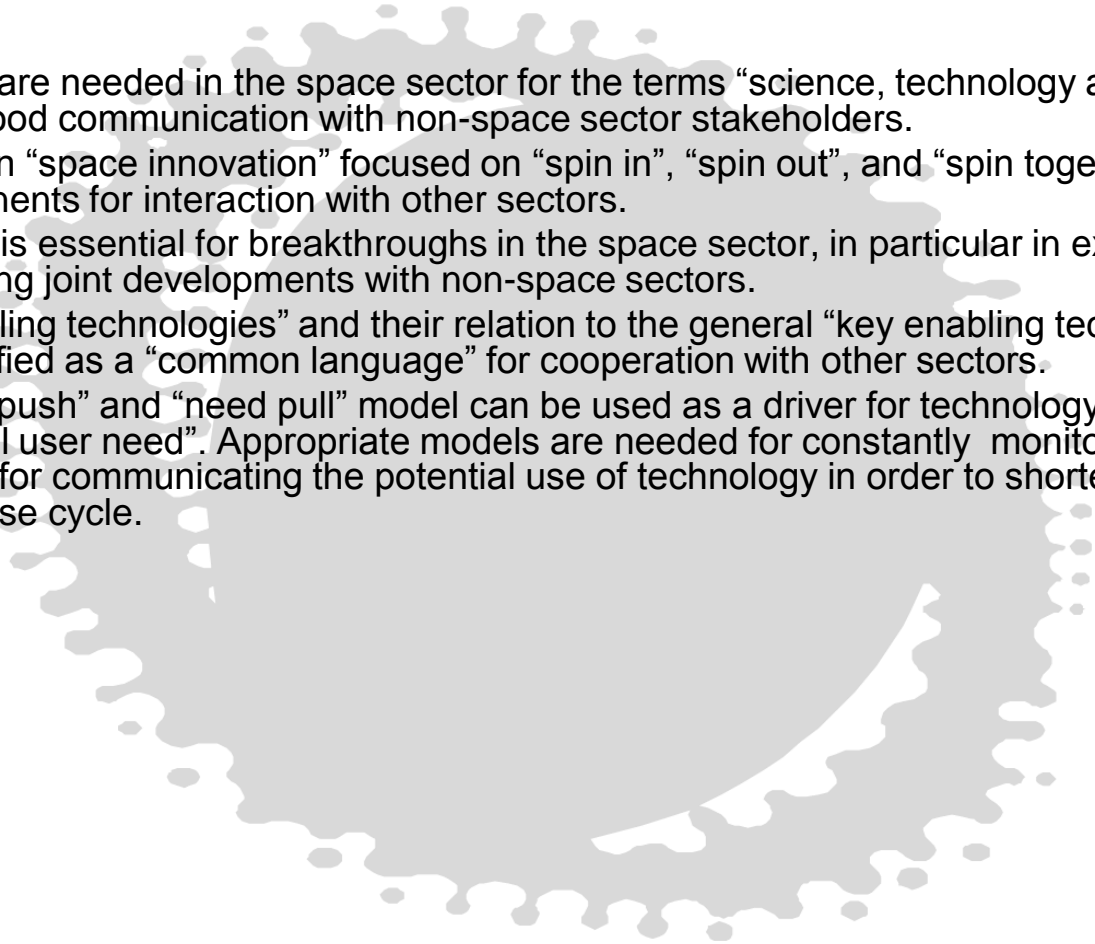 are needed in the space sector for the terms “science, technology a
ood communication with non-space sector stakeholders.
n “space innovation” focused on “spin in”, “spin out”, and “spin toge
nents for interaction with other sectors.
is essential for breakthroughs in the space sector, in particular in ex
ng joint developments with non-space sectors.
ling technologies” and their relation to the general “key enabling tec
fied as a “common language” for cooperation with other sectors.
push” and “need pull” model can be used as a driver for technology
l user need”. Appropriate models are needed for constantly  monito
for communicating the potential use of technology in order to shorte
se cycle.